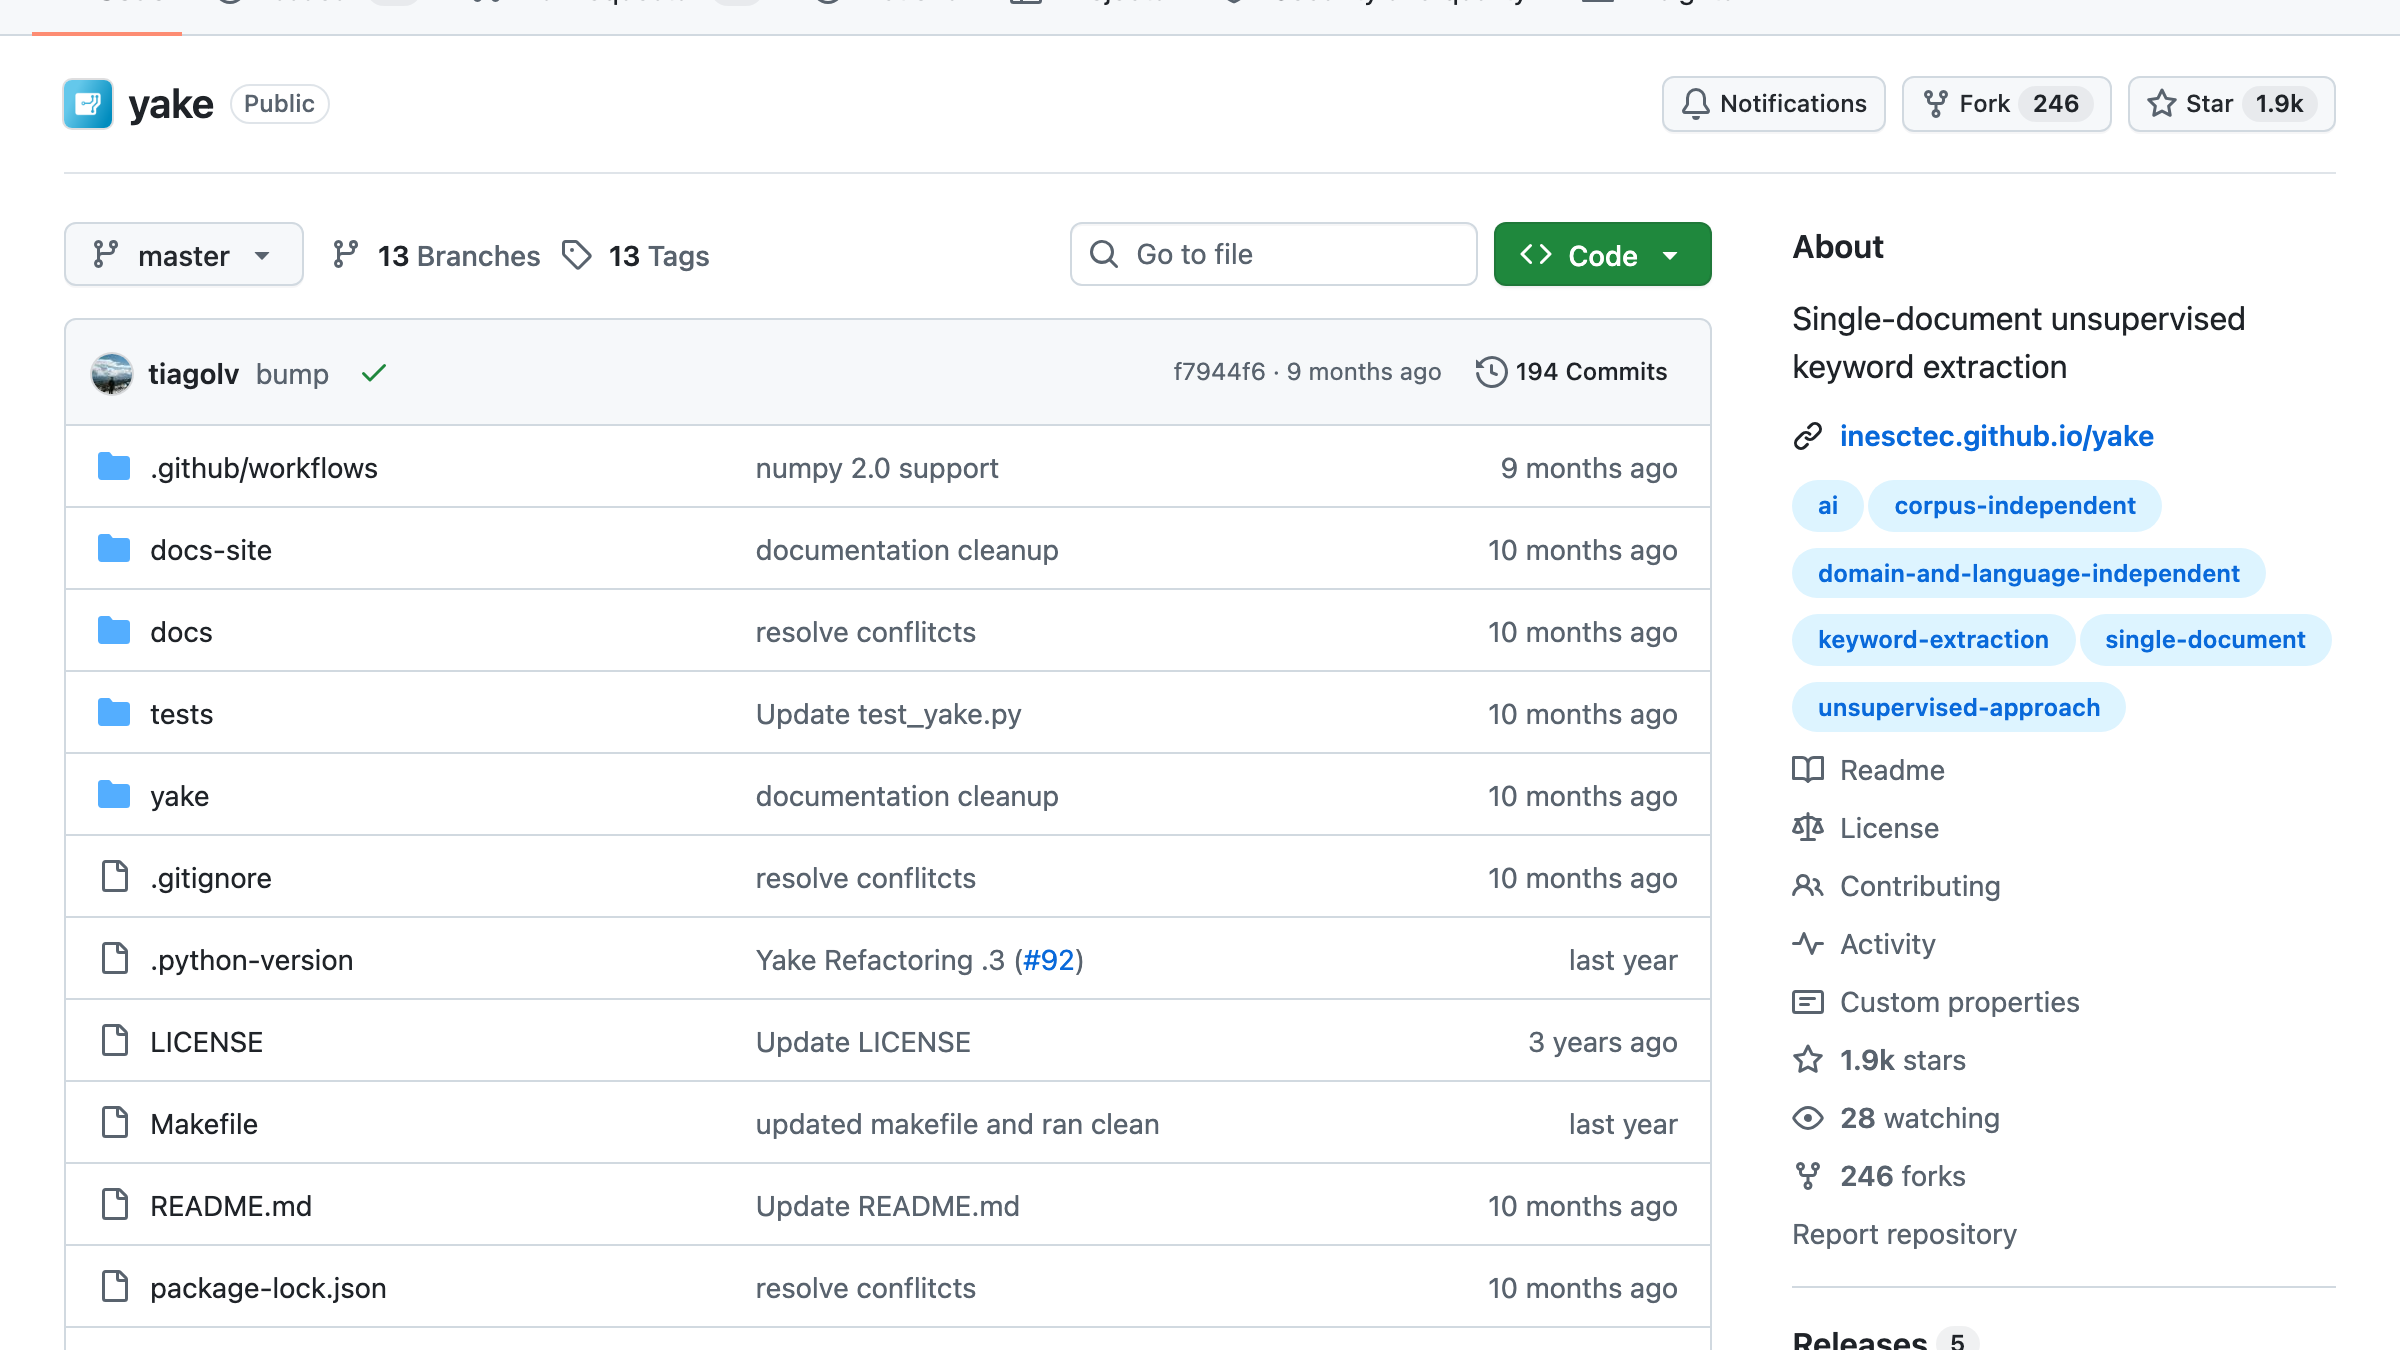 yake Public
Notifications
Fork 246
Star 1.9k
master
13 Branches
13 Tags
Go to file
Code
tiagolv bump
f7944f6 · 9 months ago
194 Commits
.github/workflows numpy 2.0 support 9 months ago
docs-site documentation cleanup 10 months ago
docs resolve conflitcts 10 months ago
tests Update test_yake.py 10 months ago
yake documentation cleanup 10 months ago
.gitignore resolve conflitcts 10 months ago
.python-version Yake Refactoring .3 (#92) last year
LICENSE Update LICENSE 3 years ago
Makefile updated makefile and ran clean last year
README.md Update README.md 10 months ago
package-lock.json resolve conflitcts 10 months ago
About
Single-document unsupervised
keyword extraction
inesctec.github.io/yake
ai corpus-independent
domain-and-language-independent
keyword-extraction single-document
unsupervised-approach
Readme
License
Contributing
Activity
Custom properties
1.9k stars
28 watching
246 forks
Report repository
Releases 5